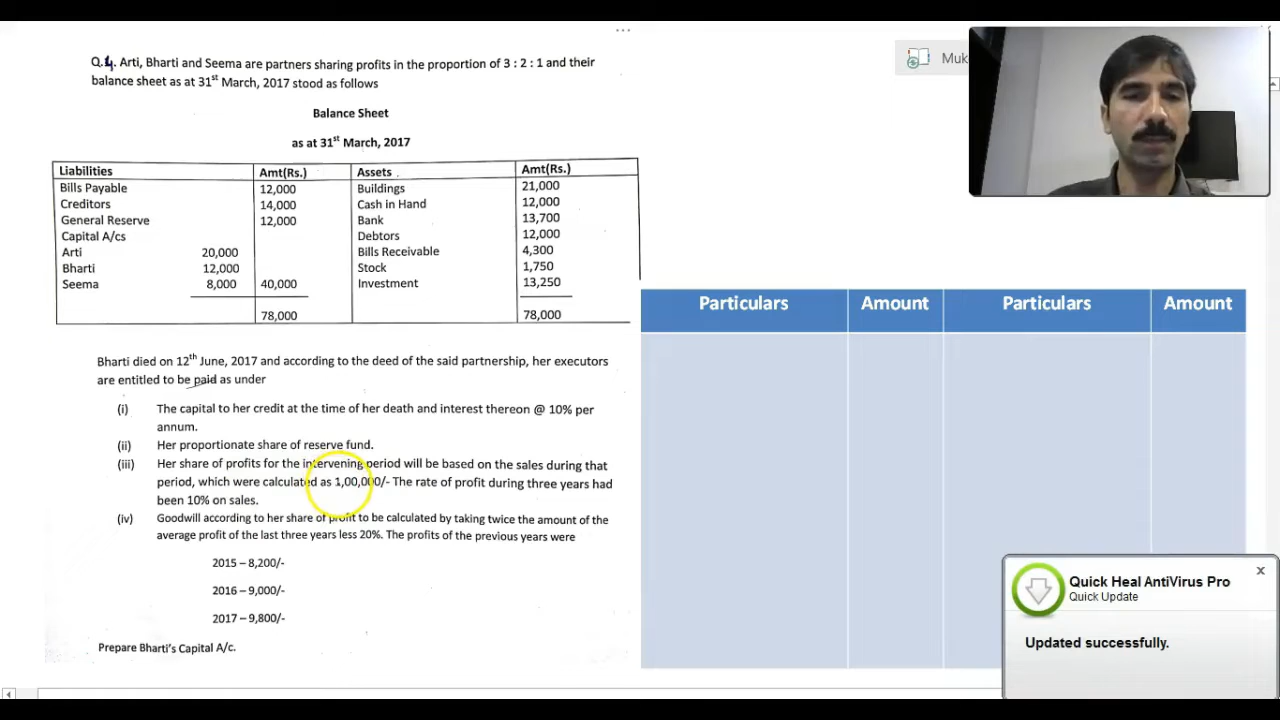 Q.4. Arti, Bharti and Seema are partners sharing profits in the proportion of 3 : 2 : 1 and their
balance sheet as at 31st March, 2017 stood as follows
Balance Sheet
as at 31st March, 2017
Liabilities Amt(Rs.) Assets Amt(Rs.)
Bills Payable 12,000 Buildings 21,000
Creditors 14,000 Cash in Hand 12,000
General Reserve 12,000 Bank 13,700
Capital A/cs Debtors 12,000
Arti 20,000 Bills Receivable 4,300
Bharti 12,000 Stock 1,750
Seema 8,000 40,000 Investment 13,250
78,000 78,000
Bharti died on 12th June, 2017 and according to the deed of the said partnership, her executors
are entitled to be paid as under
(i) The capital to her credit at the time of her death and interest thereon @ 10% per
annum.
(ii) Her proportionate share of reserve fund.
(iii) Her share of profits for the intervening period will be based on the sales during that
period, which were calculated as 1,00,000/- The rate of profit during three years had
been 10% on sales.
(iv) Goodwill according to her share of profit to be calculated by taking twice the amount of the
average profit of the last three years less 20%. The profits of the previous years were
2015 – 8,200/-
2016 – 9,000/-
2017 – 9,800/-
Prepare Bharti's Capital A/c.
Muk
Particulars Amount Particulars Amount
Quick Heal AntiVirus Pro
Quick Update
Updated successfully.